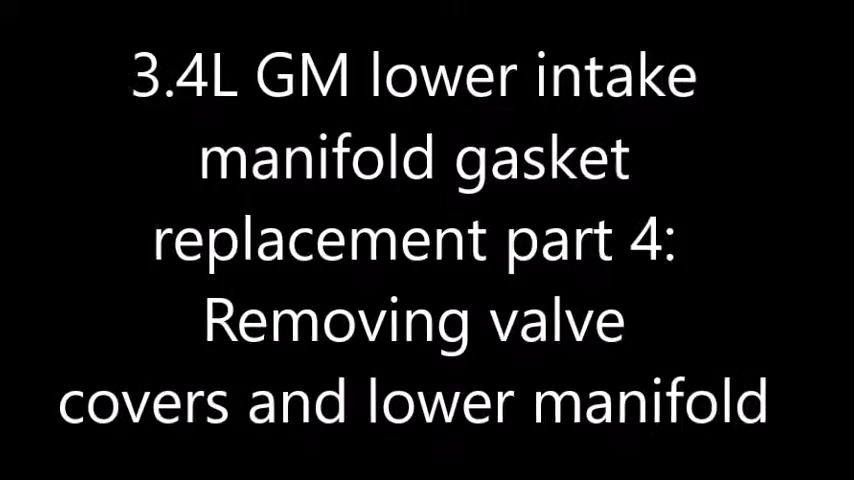 3.4L GM lower intake
manifold gasket
replacement part 4:
Removing valve
covers and lower manifold